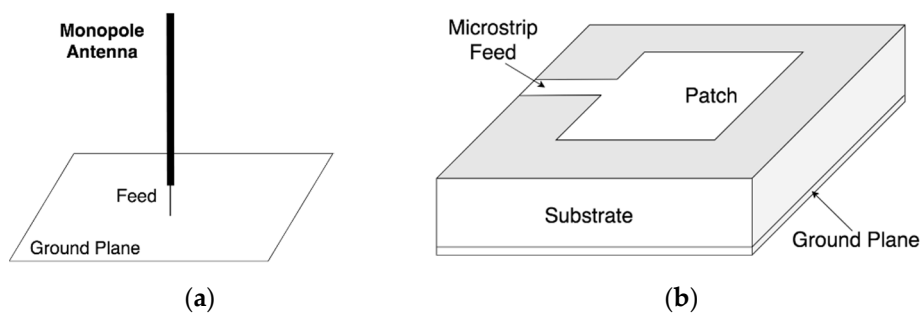 Monopole
Antenna
Feed
Ground Plane
(a)
Microstrip
Feed
Patch
Substrate
Ground Plane
(b)